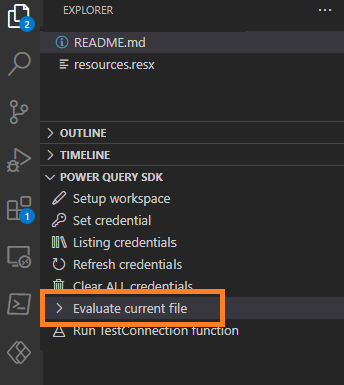 EXPLORER
2
README.md
resources.resx
OUTLINE
TIMELINE
POWER QUERY SDK
Setup workspace
Set credential
Listing credentials
1
Refresh credentials
Clear ALL credentials
Evaluate current file
Run TestConnection function